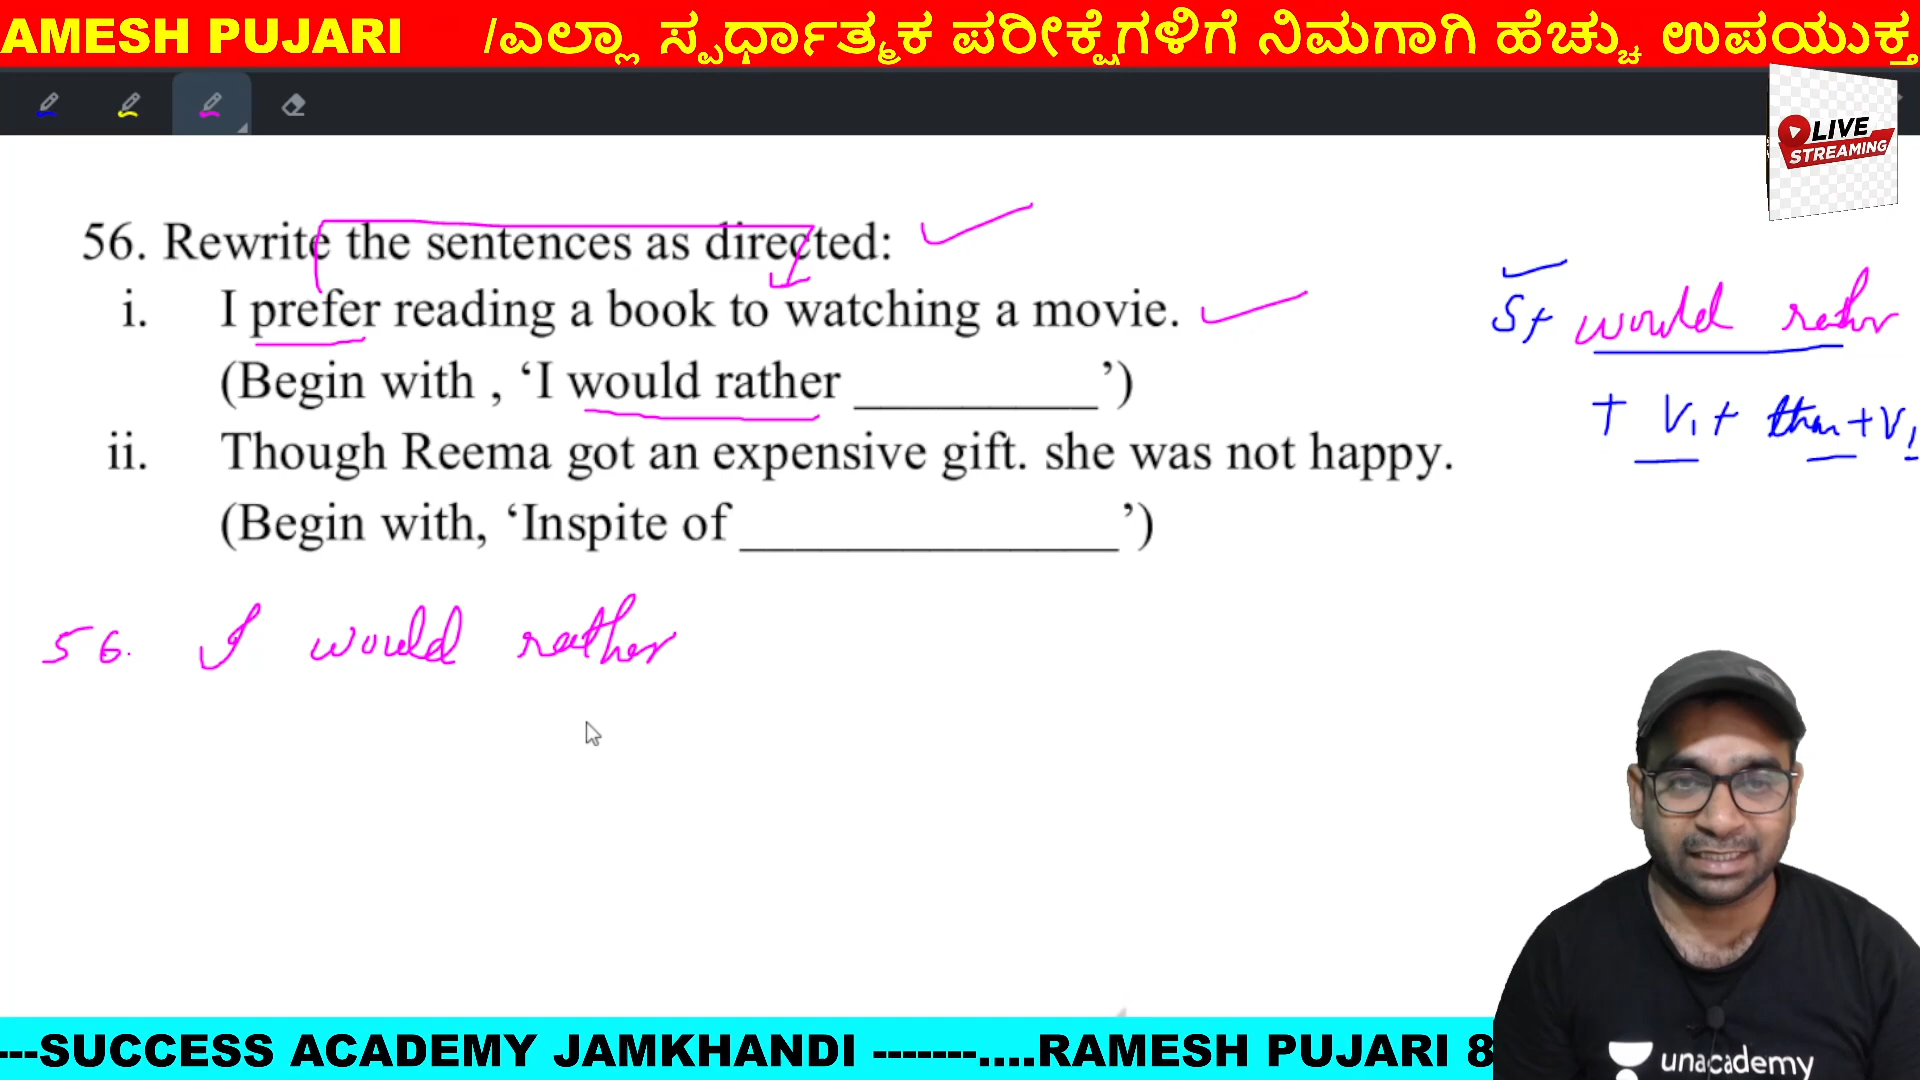 AMESH PUJARI /ಎಲ್ಲಾ ಸ್ಪರ್ಧಾತ್ಮಕ ಪರೀಕ್ಷೆಗಳಿಗೆ ನಿಮಗಾಗಿ ಹೆಚ್ಚು ಉಪಯುಕ್ತ
LIVE
STREAMING
56. Rewrite the sentences as directed:
i. I prefer reading a book to watching a movie.
(Begin with , ‘I would rather __________’)
ii. Though Reema got an expensive gift. she was not happy.
(Begin with, ‘Inspite of _______________’)
S+ would rather
+ V1 + than + V1
56. I would rather
---SUCCESS ACADEMY JAMKHANDI -------....RAMESH PUJARI 8
unacademy